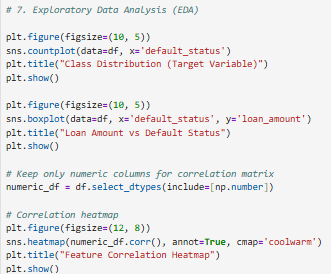 # 7. Exploratory Data Analysis (EDA)
plt.figure(figsize=(10, 5))
sns.countplot(data=df, x='default_status')
plt.title("Class Distribution (Target Variable)")
plt.show()
plt.figure(figsize=(10, 5))
sns.boxplot(data=df, x='default_status', y='loan_amount')
plt.title("Loan Amount vs Default Status")
plt.show()
# Keep only numeric columns for correlation matrix
numeric_df = df.select_dtypes(include=[np.number])
# Correlation heatmap
plt.figure(figsize=(12, 8))
sns.heatmap(numeric_df.corr(), annot=True, cmap='coolwarm')
plt.title("Feature Correlation Heatmap")
plt.show()